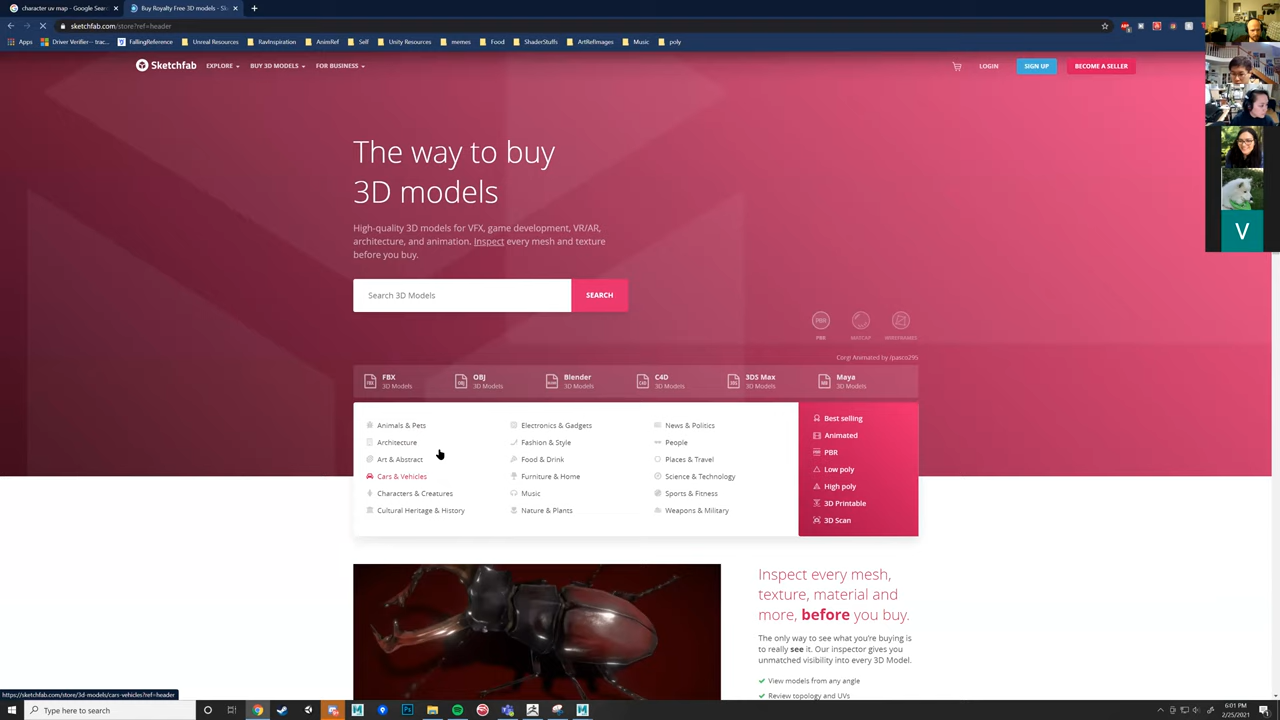 character uv map - Google Search
Buy Royalty Free 3D models - Sk
sketchfab.com/store?ref=header
Apps
Driver Verifier -- trac...
FallingReference
Unreal Resources
RavInspiration
AnimRef
Self
Unity Resources
memes
Food
ShaderStuffs
ArtRefImages
Music
poly
Sketchfab
EXPLORE
BUY 3D MODELS
FOR BUSINESS
LOGIN
SIGN UP
BECOME A SELLER
The way to buy
3D models
High-quality 3D models for VFX, game development, VR/AR,
architecture, and animation. Inspect every mesh and texture
before you buy.
Search 3D Models
SEARCH
PBR
MATCAP
WIREFRAMES
Corgi Animated by /pasco295
FBX
3D Models
OBJ
3D Models
Blender
3D Models
C4D
3D Models
3DS Max
3D Models
Maya
3D Models
Animals & Pets
Architecture
Art & Abstract
Cars & Vehicles
Characters & Creatures
Cultural Heritage & History
Electronics & Gadgets
Fashion & Style
Food & Drink
Furniture & Home
Music
Nature & Plants
News & Politics
People
Places & Travel
Science & Technology
Sports & Fitness
Weapons & Military
Best selling
Animated
PBR
Low poly
High poly
3D Printable
3D Scan
Inspect every mesh,
texture, material and
more, before you buy.
The only way to see what you're buying is
to really see it. Our inspector gives you
unmatched visibility into every 3D Model.
View models from any angle
Review topology and UVs
V
https://sketchfab.com/store/3d-models/cars-vehicles?ref=header
Type here to search
6:01 PM
2/25/2021